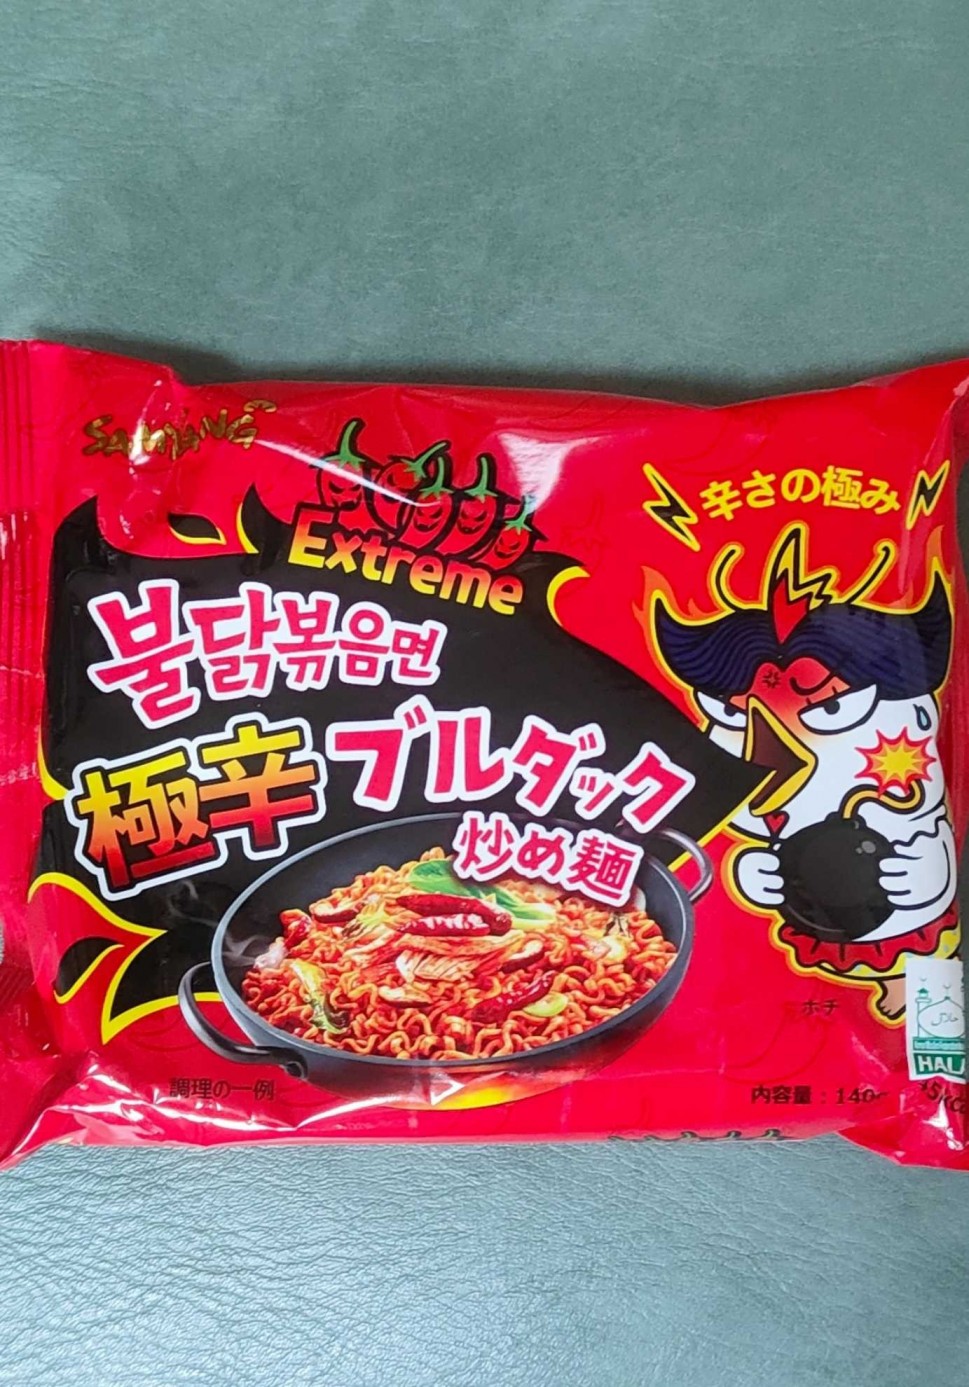 SAMYANG
Extreme
辛さの極み
불닭볶음면
極辛 ブルダック
炒め麺
ホチ
調理の一例
内容量：140
HAL